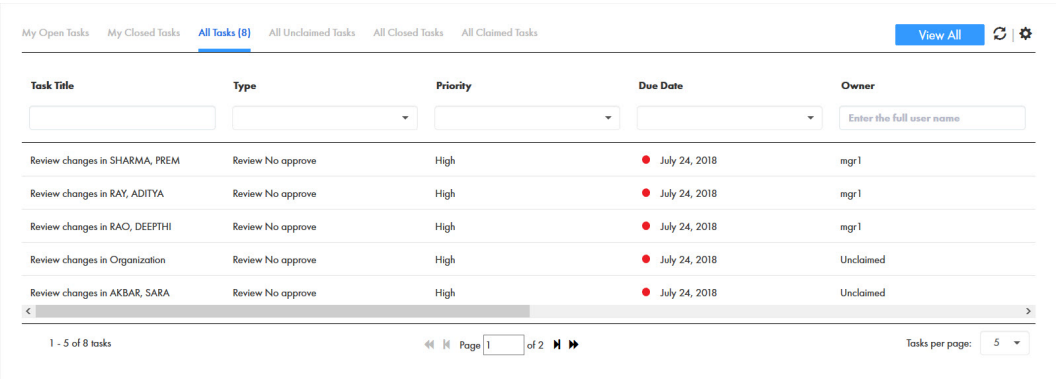 My Open Tasks My Closed Tasks All Tasks (8) All Unclaimed Tasks All Closed Tasks All Claimed Tasks View All
Task Title Type Priority Due Date Owner
Enter the full user name
Review changes in SHARMA, PREM Review No approve High July 24, 2018 mgr1
Review changes in RAY, ADITYA Review No approve High July 24, 2018 mgr1
Review changes in RAO, DEEPTHI Review No approve High July 24, 2018 mgr1
Review changes in Organization Review No approve High July 24, 2018 Unclaimed
Review changes in AKBAR, SARA Review No approve High July 24, 2018 Unclaimed
1 - 5 of 8 tasks Page 1 of 2 Tasks per page: 5